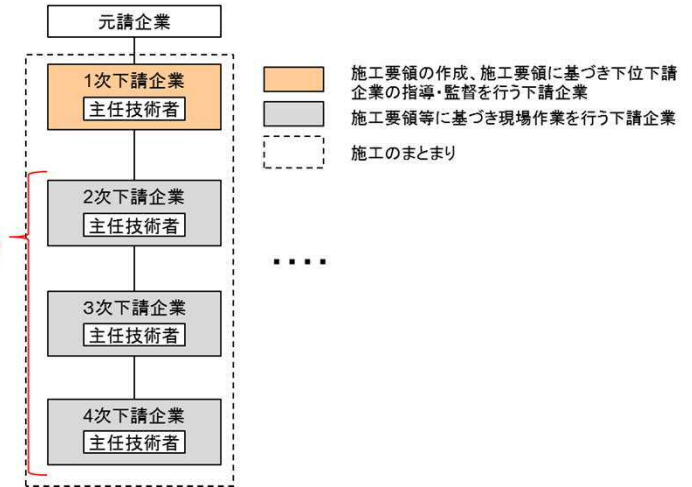 元請企業
1次下請企業
主任技術者
2次下請企業
主任技術者
3次下請企業
主任技術者
4次下請企業
主任技術者
施工要領の作成、施工要領に基づき下位下請
企業の指導・監督を行う下請企業
施工要領等に基づき現場作業を行う下請企業
施工のまとまり
....